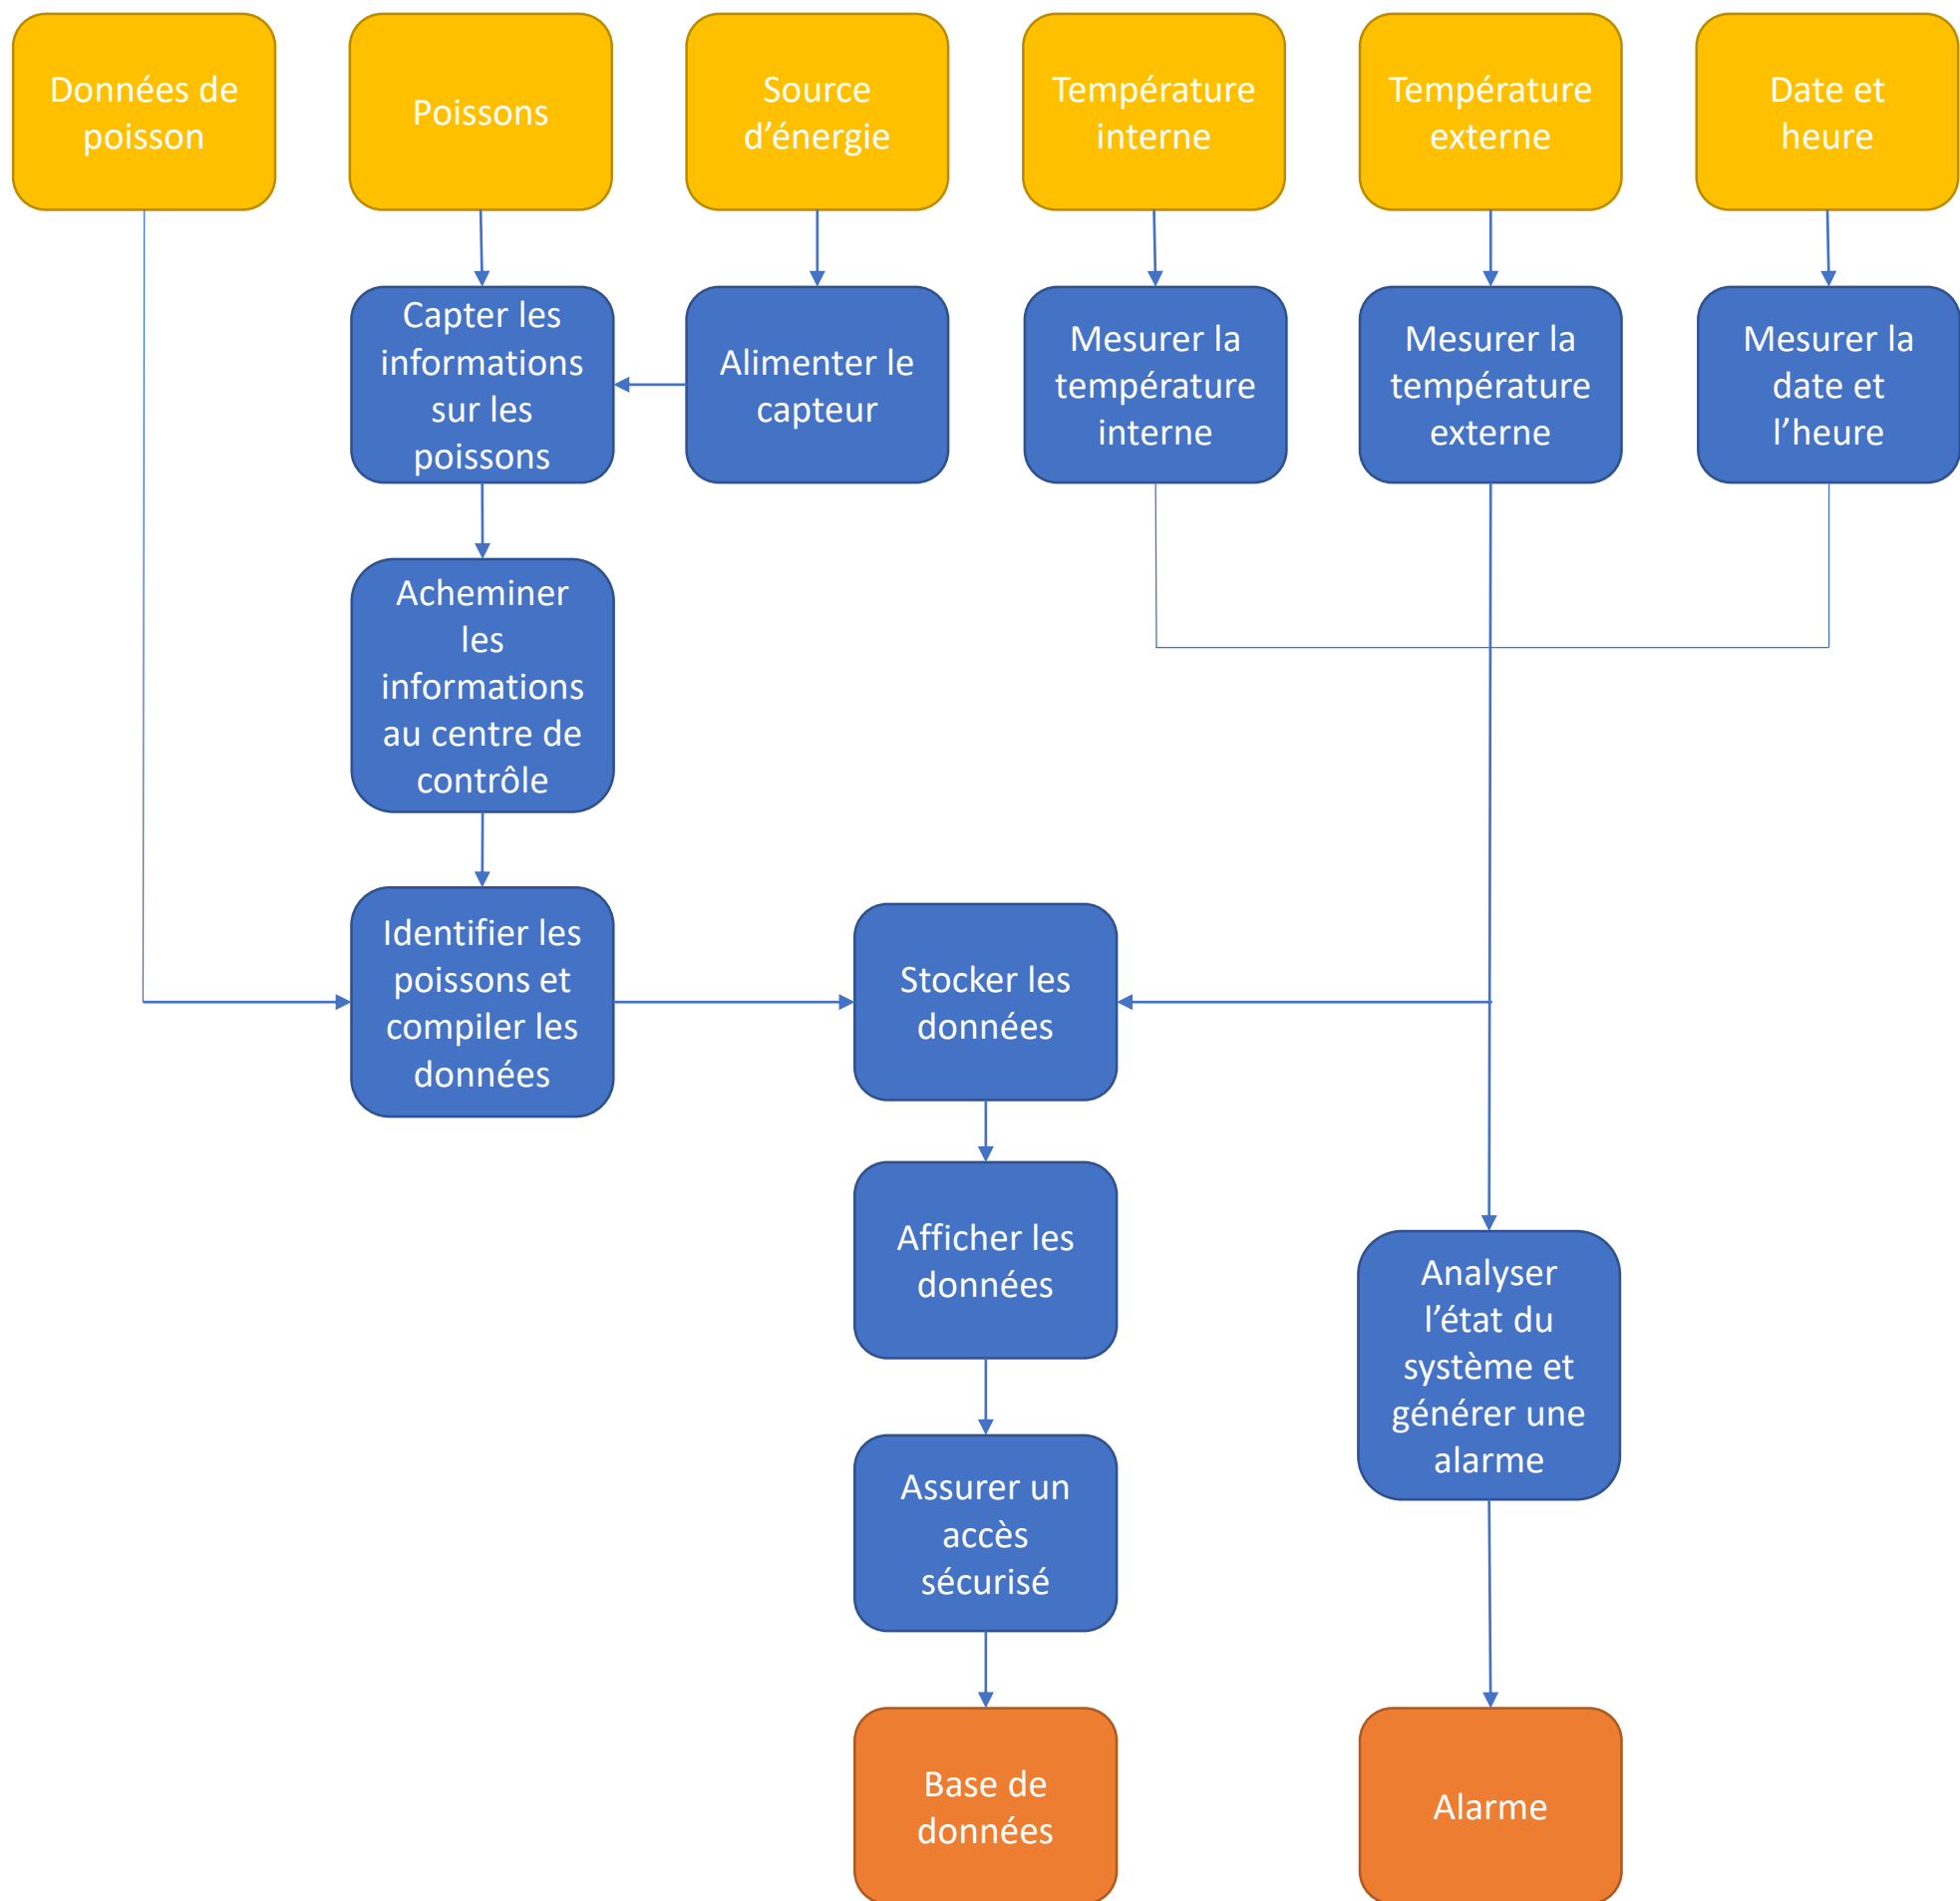 Données de
poisson
Poissons
Source
d’énergie
Température
interne
Température
externe
Date et
heure
Capter les
informations
sur les
poissons
Alimenter le
capteur
Mesurer la
température
interne
Mesurer la
température
externe
Mesurer la
date et
l’heure
Acheminer
les
informations
au centre de
contrôle
Identifier les
poissons et
compiler les
données
Stocker les
données
Afficher les
données
Analyser
l’état du
système et
générer une
alarme
Assurer un
accès
sécurisé
Base de
données
Alarme